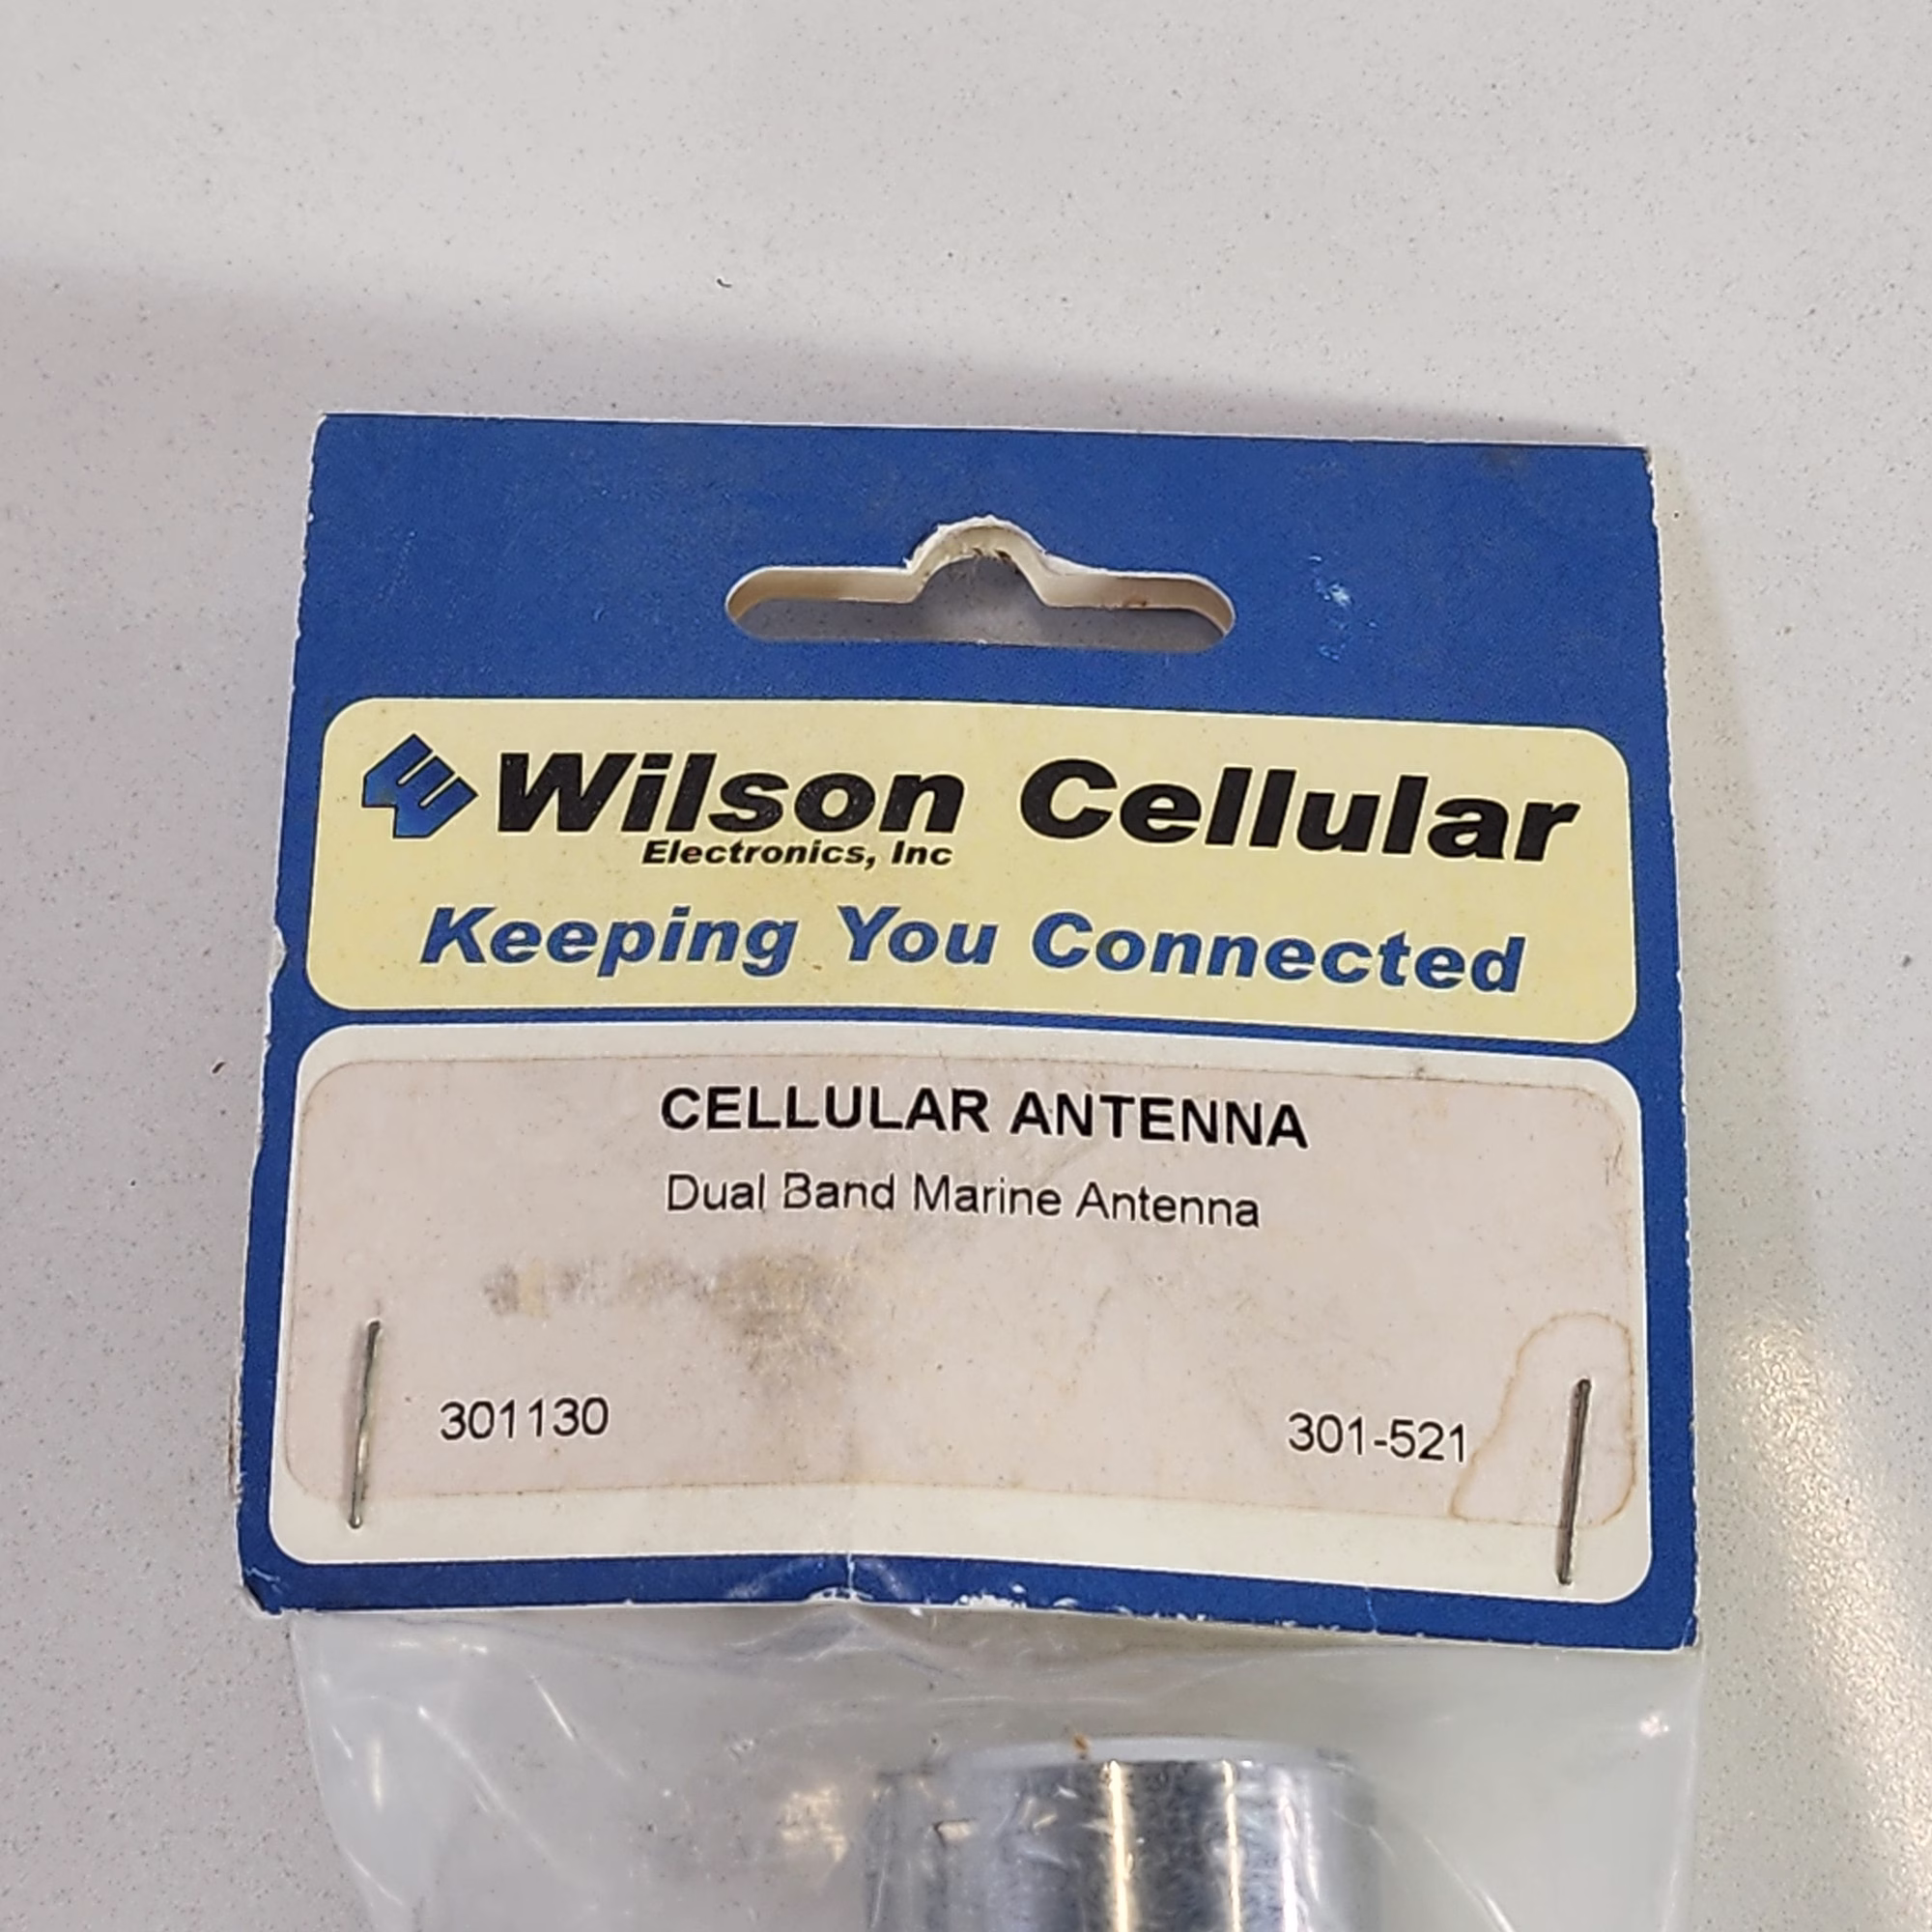 Wilson Cellular
Electronics, Inc
Keeping You Connected
CELLULAR ANTENNA
Dual Band Marine Antenna
301130 301-521